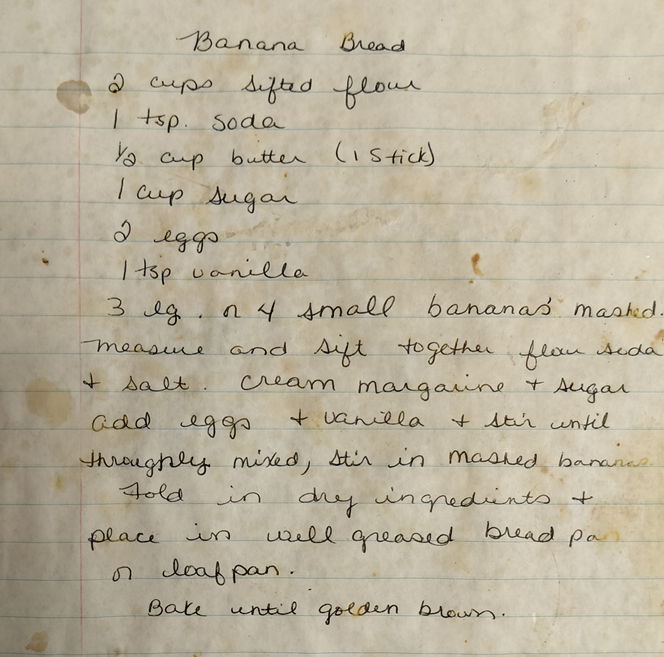 Banana Bread
2 cups sifted flour
1 tsp. soda
1/2 cup butter (1 stick)
1 cup sugar
2 eggs
1 tsp vanilla
3 lg. or 4 small bananas mashed.
measure and sift together flour soda
+ salt. cream margarine + sugar
add eggs + vanilla + stir until
throughly mixed, stir in mashed bananas
Fold in dry ingredients +
place in well greased bread pan
or loaf pan.
Bake until golden brown.